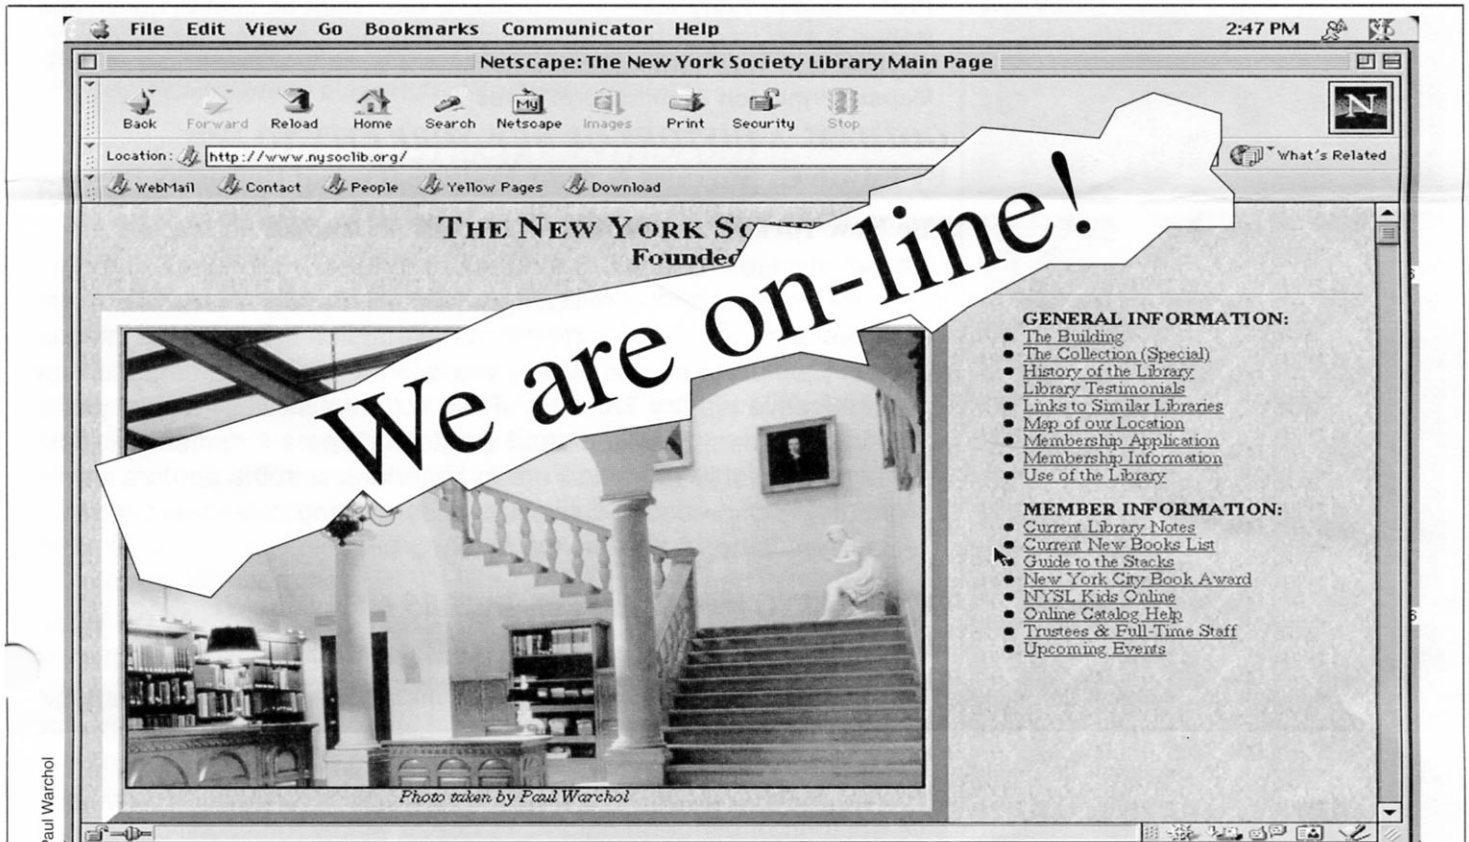 File Edit View Go Bookmarks Communicator Help 2:47 PM
Netscape: The New York Society Library Main Page
Back Forward Reload Home Search Netscape Images Print Security Stop
My
N
Location: http://www.nysoclib.org/ What's Related
WebMail Contact People Yellow Pages Download
THE NEW YORK
Founded
We are on-line!
GENERAL INFORMATION:
The Building
The Collection (Special)
History of the Library
Library Testimonials
Links to Similar Libraries
Map of our Location
Membership Application
Membership Information
Use of the Library
MEMBER INFORMATION:
Current Library Notes
Current New Books List
Guide to the Stacks
New York City Book Award
NYSL Kids Online
Online Catalog Help
Trustees & Full-Time Staff
Upcoming Events
Photo taken by Paul Warchol
Paul Warchol